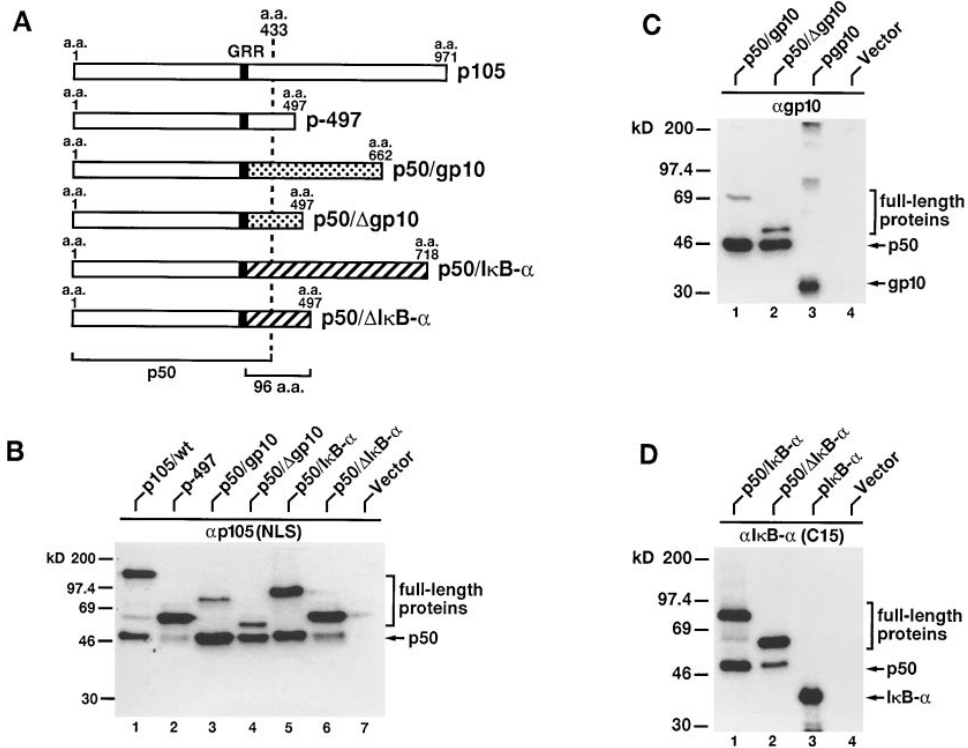 A
a.a.
433
a.a.
1
GRR
a.a.
971
p105
a.a.
1
a.a.
497
p-497
a.a.
1
a.a.
662
p50/gp10
a.a.
1
a.a.
497
p50/Δgp10
a.a.
1
a.a.
718
p50/IκB-α
a.a.
1
a.a.
497
p50/ΔIκB-α
p50
96 a.a.
B
p105/wt
p-497
p50/gp10
p50/Δgp10
p50/IκB-α
p50/ΔIκB-α
Vector
αp105(NLS)
kD 200
97.4
69
46
30
full-length
proteins
p50
1 2 3 4 5 6 7
C
p50/gp10
p50/Δgp10
pgp10
Vector
αgp10
kD 200
97.4
69
46
30
full-length
proteins
p50
gp10
1 2 3 4
D
p50/IκB-α
p50/ΔIκB-α
pIκB-α
Vector
αIκB-α (C15)
kD 200
97.4
69
46
30
full-length
proteins
p50
IκB-α
1 2 3 4